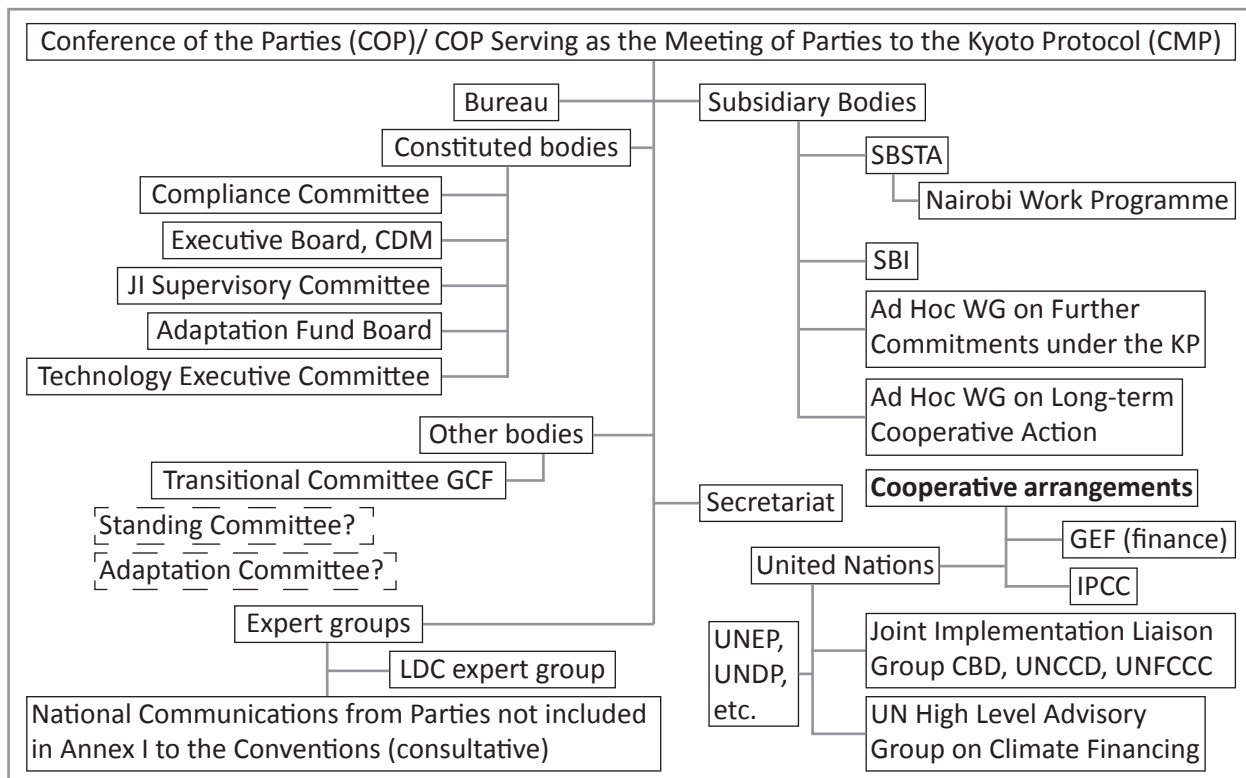 Conference of the Parties (COP)/ COP Serving as the Meeting of Parties to the Kyoto Protocol (CMP)
Bureau
Subsidiary Bodies
Constituted bodies
SBSTA
Compliance Committee
Nairobi Work Programme
Executive Board, CDM
SBI
JI Supervisory Committee
Ad Hoc WG on Further
Commitments under the KP
Adaptation Fund Board
Technology Executive Committee
Ad Hoc WG on Long-term
Cooperative Action
Other bodies
Transitional Committee GCF
Cooperative arrangements
Secretariat
Standing Committee?
GEF (finance)
Adaptation Committee?
United Nations
IPCC
Expert groups
UNEP,
UNDP,
etc.
Joint Implementation Liaison
Group CBD, UNCCD, UNFCCC
LDC expert group
National Communications from Parties not included
in Annex I to the Conventions (consultative)
UN High Level Advisory
Group on Climate Financing